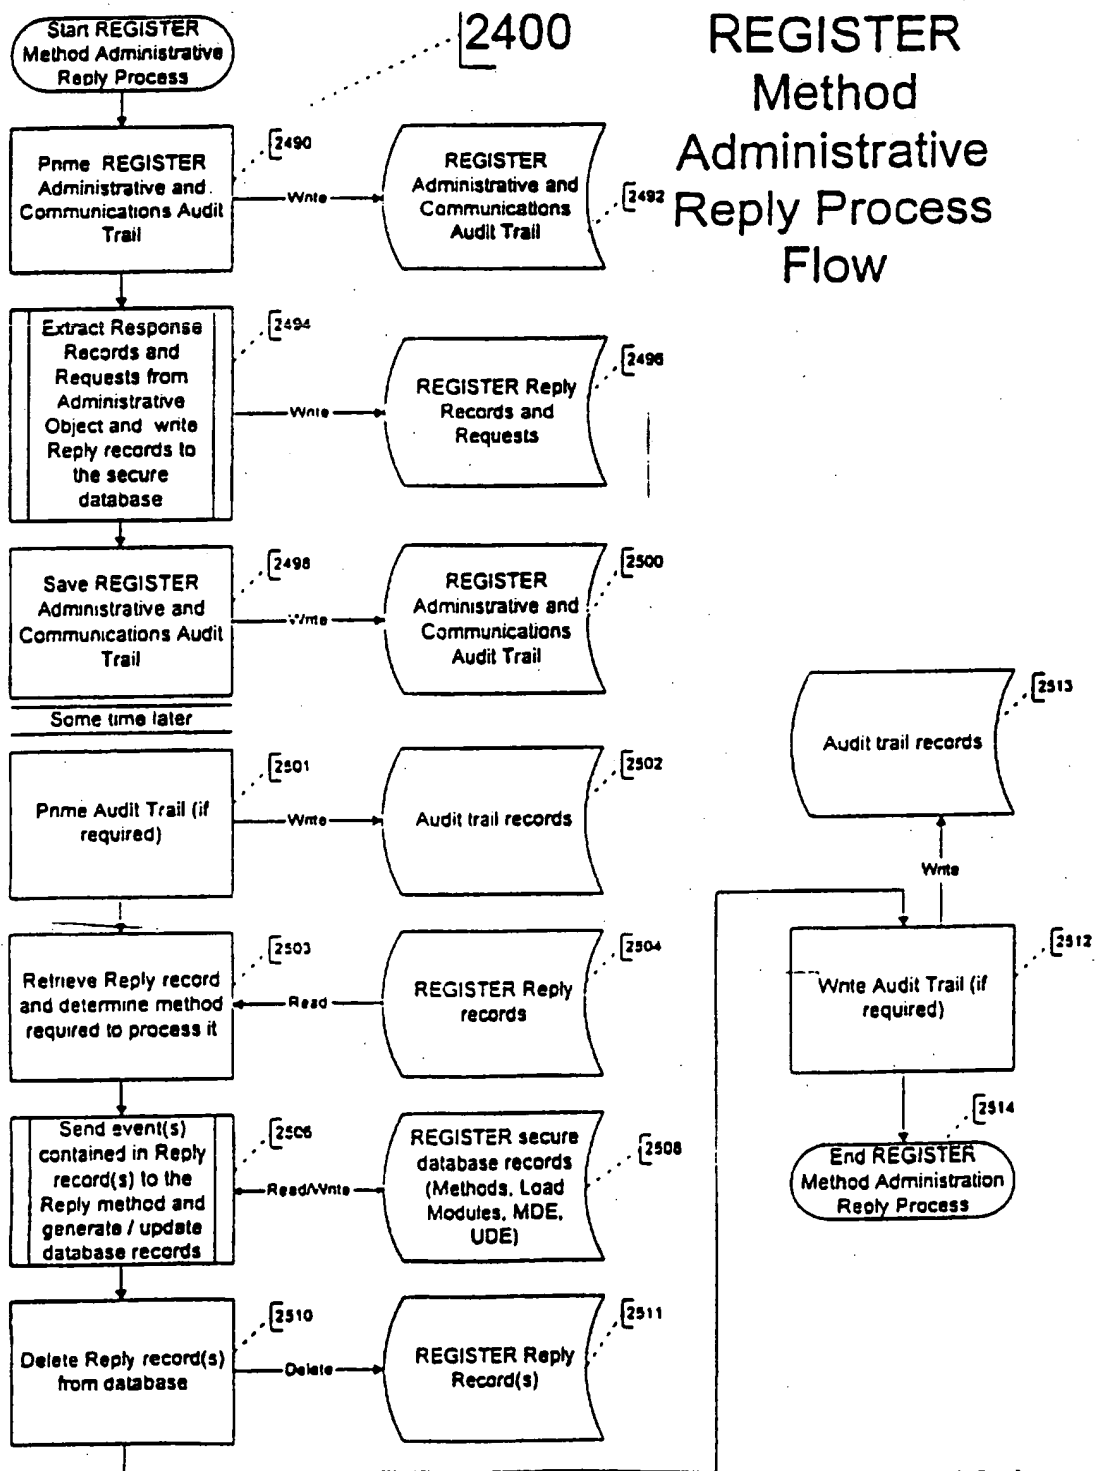 Start REGISTER
Method Administrative
Reply Process
2400
REGISTER
Method
Administrative
Reply Process
Flow
Prime REGISTER
Administrative and
Communications Audit
Trail
2490
Write
REGISTER
Administrative and
Communications
Audit Trail
2492
Extract Response
Records and
Requests from
Administrative
Object and write
Reply records to
the secure
database
2494
Write
REGISTER Reply
Records and
Requests
2496
Save REGISTER
Administrative and
Communications Audit
Trail
2498
Write
REGISTER
Administrative and
Communications
Audit Trail
2500
Some time later
Prime Audit Trail (if
required)
2501
Write
Audit trail records
2502
Retrieve Reply record
and determine method
required to process it
2503
Read
REGISTER Reply
records
2504
Send event(s)
contained in Reply
record(s) to the
Reply method and
generate / update
database records
2506
Read/Write
REGISTER secure
database records
(Methods, Load
Modules, MDE,
UDE)
2508
Delete Reply record(s)
from database
2510
Delete
REGISTER Reply
Record(s)
2511
Audit trail records
2513
Write
Write Audit Trail (if
required)
2512
2514
End REGISTER
Method Administration
Reply Process